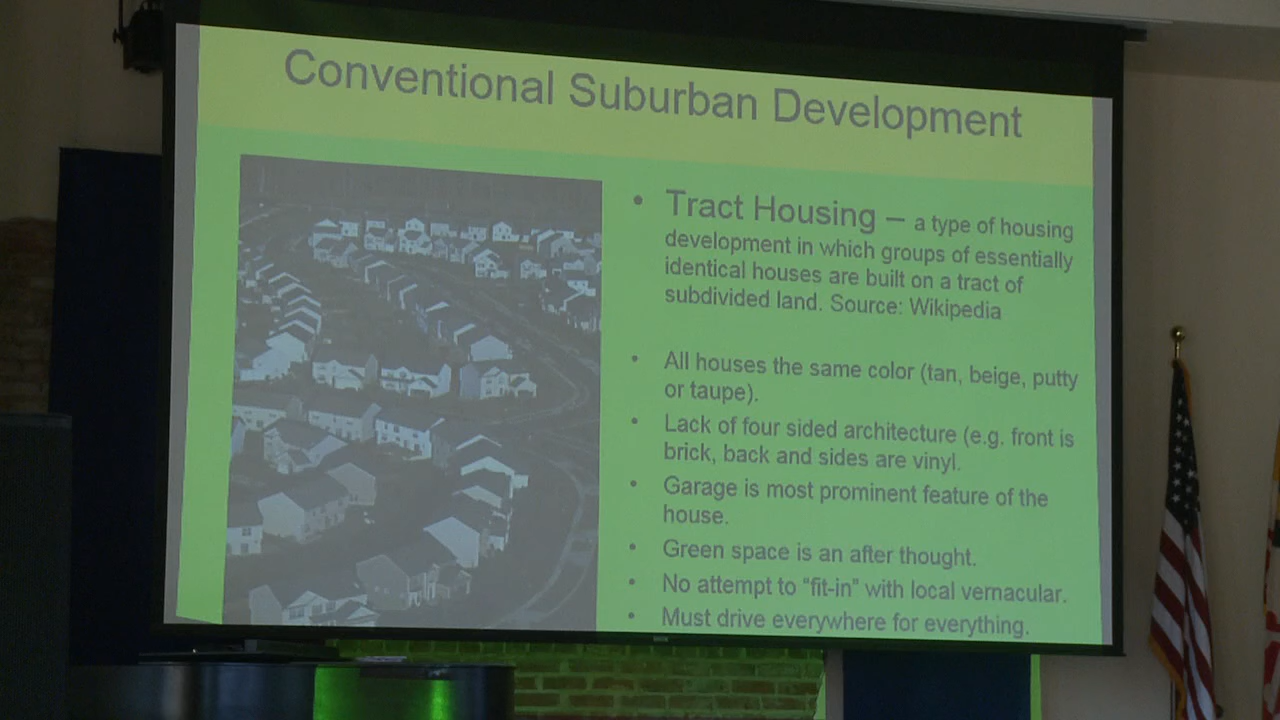 Conventional Suburban Development
• Tract Housing – a type of housing
development in which groups of essentially
identical houses are built on a tract of
subdivided land. Source: Wikipedia
• All houses the same color (tan, beige, putty
or taupe).
• Lack of four sided architecture (e.g. front is
brick, back and sides are vinyl.
• Garage is most prominent feature of the
house.
• Green space is an after thought.
• No attempt to “fit-in” with local vernacular.
• Must drive everywhere for everything.